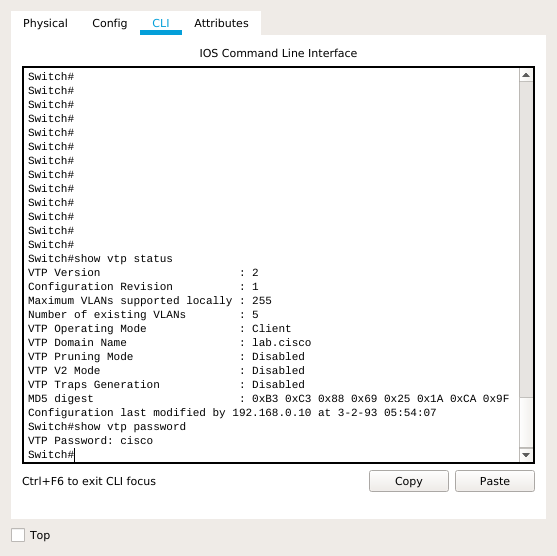 Physical Config CLI Attributes
IOS Command Line Interface
Switch#
Switch#
Switch#
Switch#
Switch#
Switch#
Switch#
Switch#
Switch#
Switch#
Switch#
Switch#
Switch#
Switch#show vtp status
VTP Version : 2
Configuration Revision : 1
Maximum VLANs supported locally : 255
Number of existing VLANs : 5
VTP Operating Mode : Client
VTP Domain Name : lab.cisco
VTP Pruning Mode : Disabled
VTP V2 Mode : Disabled
VTP Traps Generation : Disabled
MD5 digest : 0xB3 0xC3 0x88 0x69 0x25 0x1A 0xCA 0x9F
Configuration last modified by 192.168.0.10 at 3-2-93 05:54:07
Switch#show vtp password
VTP Password: cisco
Switch#
Ctrl+F6 to exit CLI focus Copy Paste
Top